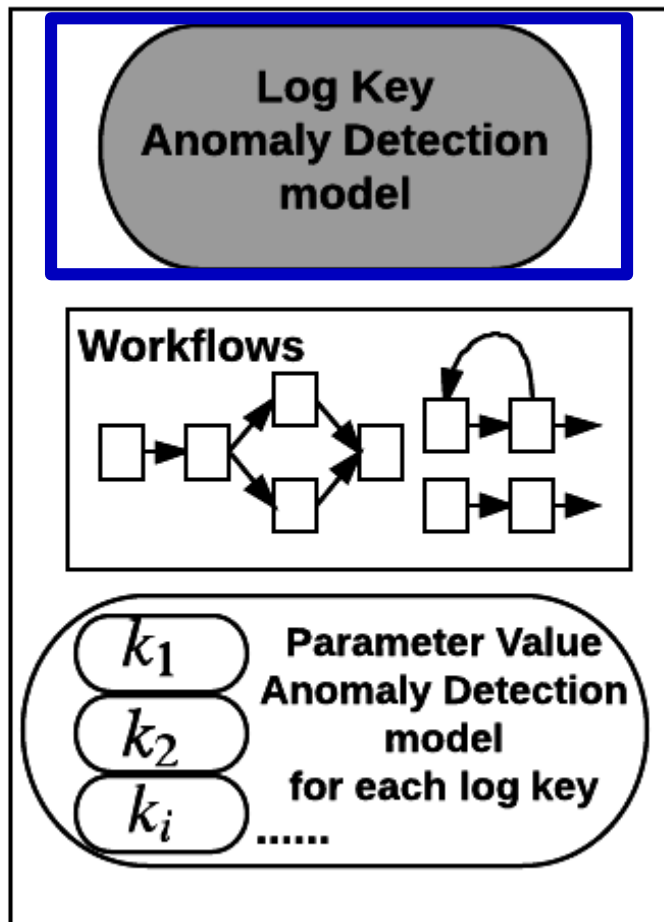 Log Key
Anomaly Detection
model
Workflows
k₁
k₂
kᵢ
Parameter Value
Anomaly Detection
model
for each log key
......